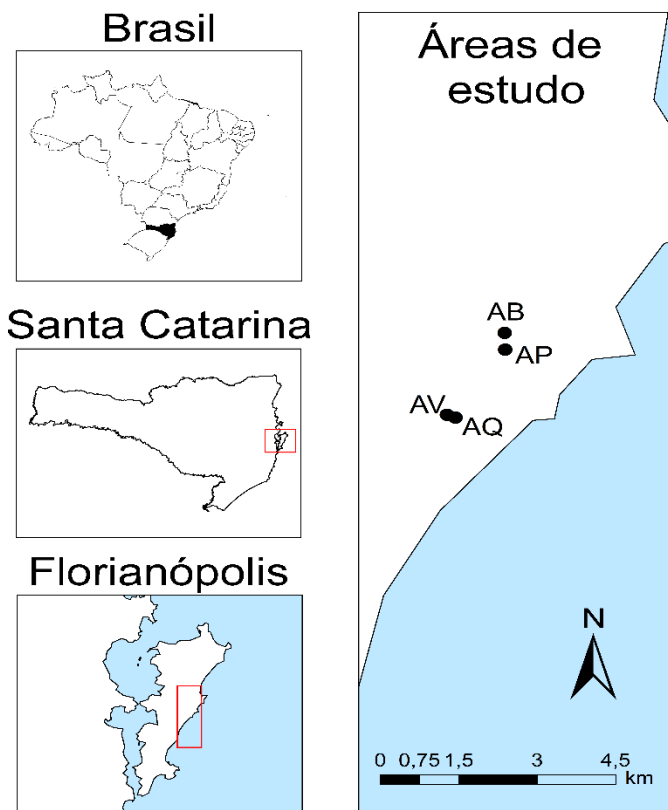 Brasil
Santa Catarina
Florianópolis
Áreas de
estudo
AB
AP
AV
AQ
N
0 0,75 1,5 3 4,5
km